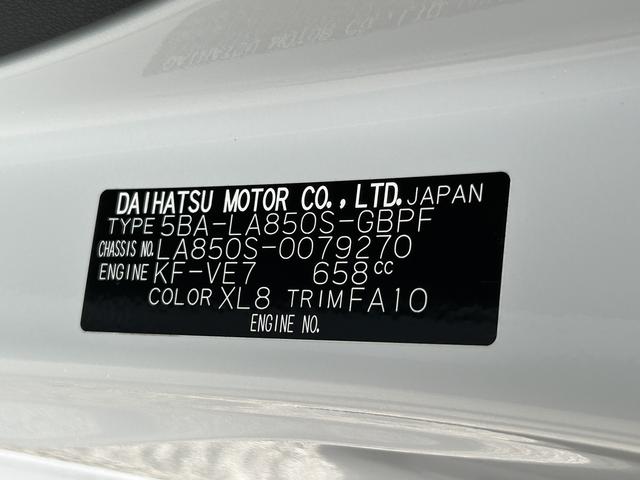 DAIHATSU MOTOR CO.,LTD. JAPAN
TYPE 5BA-LA850S-GBPF
CHASSIS NO. LA850S-0079270
ENGINE KF-VE7 658cc
COLOR XL8 TRIM FA10
ENGINE NO.